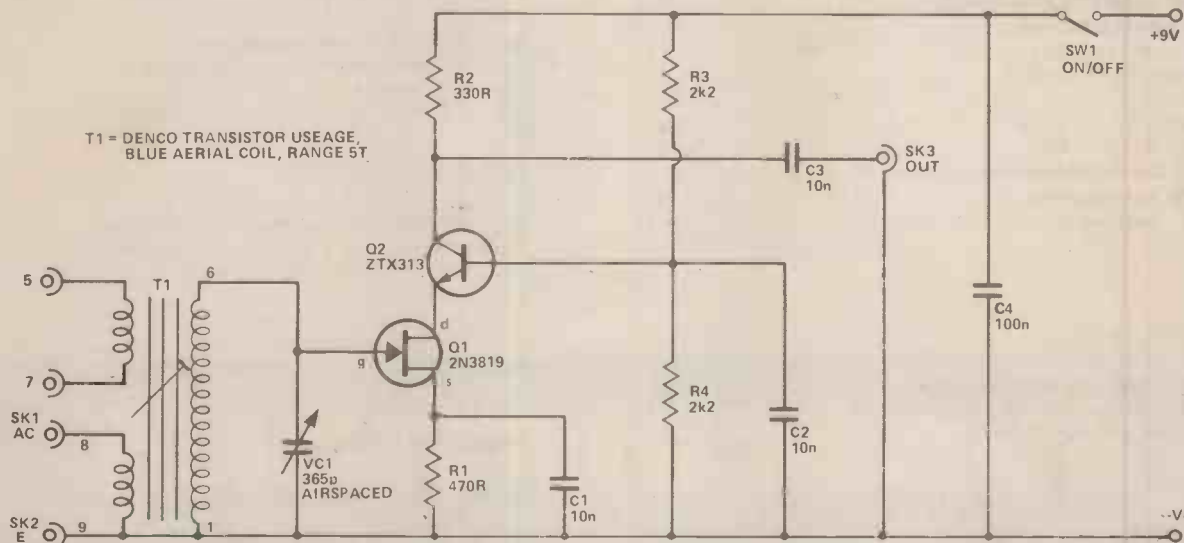 +9V
SW1
ON/OFF
R2
330R
R3
2k2
T1 = DENCO TRANSISTOR USEAGE,
BLUE AERIAL COIL, RANGE 5T
C3
10n
SK3
OUT
Q2
ZTX313
5
T1
6
C4
100n
d
Q1
2N3819
g
s
7
R4
2k2
SK1
AC
8
C2
10n
VC1
365p
AIRSPACED
R1
470R
C1
10n
SK2
E
9
1
--V